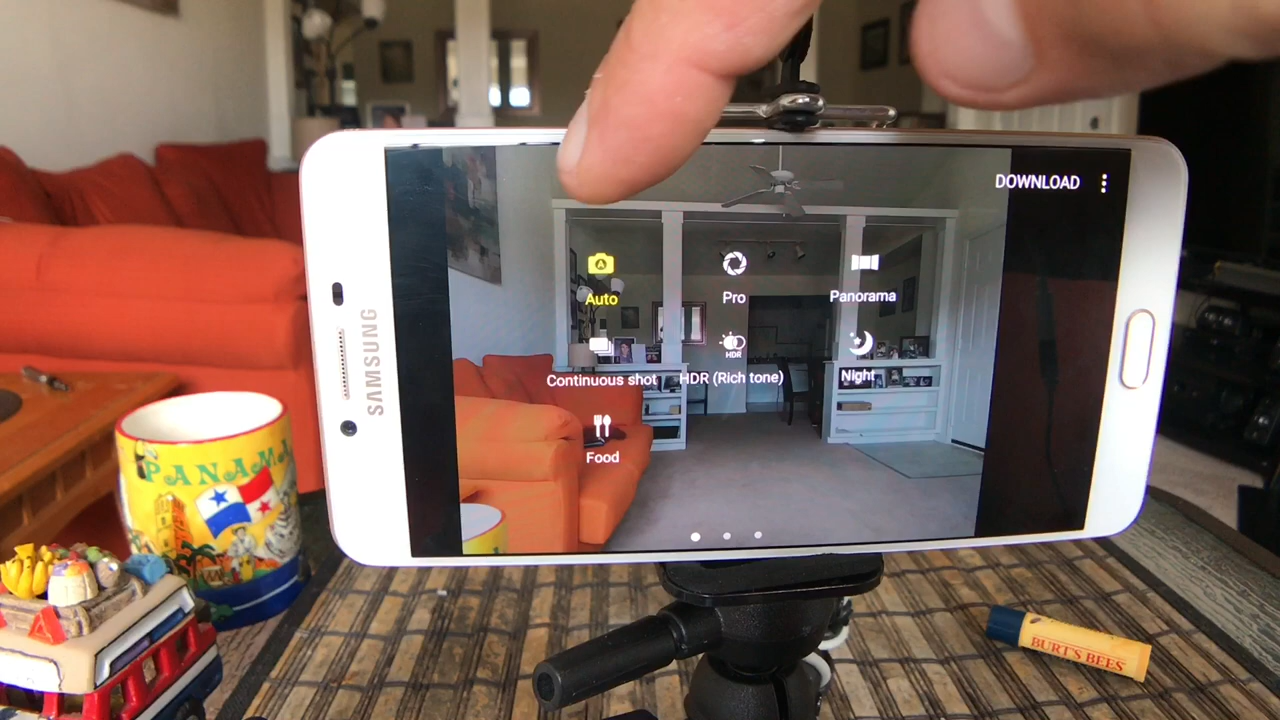 DOWNLOAD
Auto
Pro
Panorama
Continuous shot
HDR
HDR (Rich tone)
Night
Food
SAMSUNG
PANAMA
BURT'S BEES